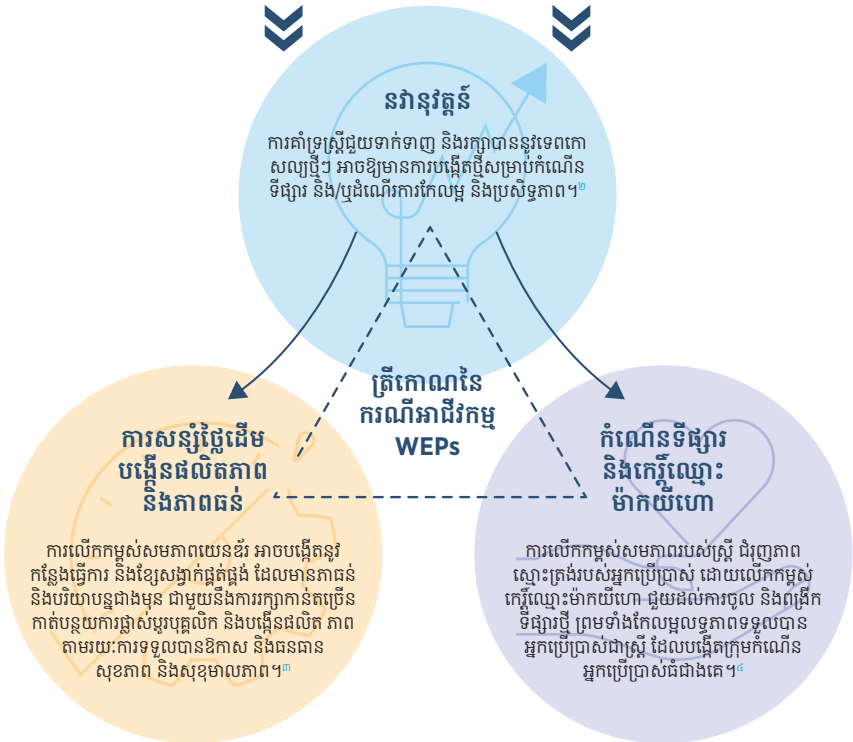 នវានុវត្តន៍
ការគាំទ្រស្ត្រីជួយទាក់ទាញ និងរក្សាបាននូវទេពកោ
សល្យថ្មីៗ អាចឱ្យមានការបង្កើតថ្មីសម្រាប់កំណើន
ទីផ្សារ និង/ឬដំណើរការកែលម្អ និងប្រសិទ្ធភាព។២
ត្រីកោណនៃ
ករណីអាជីវកម្ម
WEPs
ការសន្សំថ្លៃដើម
បង្កើនផលិតភាព
និងភាពធន់
ការលើកកម្ពស់សមភាពយេនឌ័រ អាចបង្កើតនូវ
កន្លែងធ្វើការ និងខ្សែសង្វាក់ផ្គត់ផ្គង់ ដែលមានភាធន់
និងបរិយាបន្នជាងមុន ជាមួយនឹងការរក្សាកាន់តច្រើន
កាត់បន្ថយការផ្លាស់ប្តូរបុគ្គលិក និងបង្កើនផលិត ភាព
តាមរយៈការទទួលបានឱកាស និងធនធាន
សុខភាព និងសុខុមាលភាព។៣
កំណើនទីផ្សារ
និងកេរ្តិ៍ឈ្មោះ
ម៉ាកយីហោ
ការលើកកម្ពស់សមភាពរបស់ស្ត្រី ជំរុញភាព
ស្មោះត្រង់របស់អ្នកប្រើប្រាស់ ដោយលើកកម្ពស់
កេរ្តិ៍ឈ្មោះម៉ាកយីហោ ជួយដល់ការចូល និងពង្រីក
ទីផ្សារថ្មី ព្រមទាំងកែលម្អលទ្ធភាពទទួលបាន
អ្នកប្រើប្រាស់ជាស្ត្រី ដែលបង្កើតក្រុមកំណើន
អ្នកប្រើប្រាស់ធំជាងគេ។៤